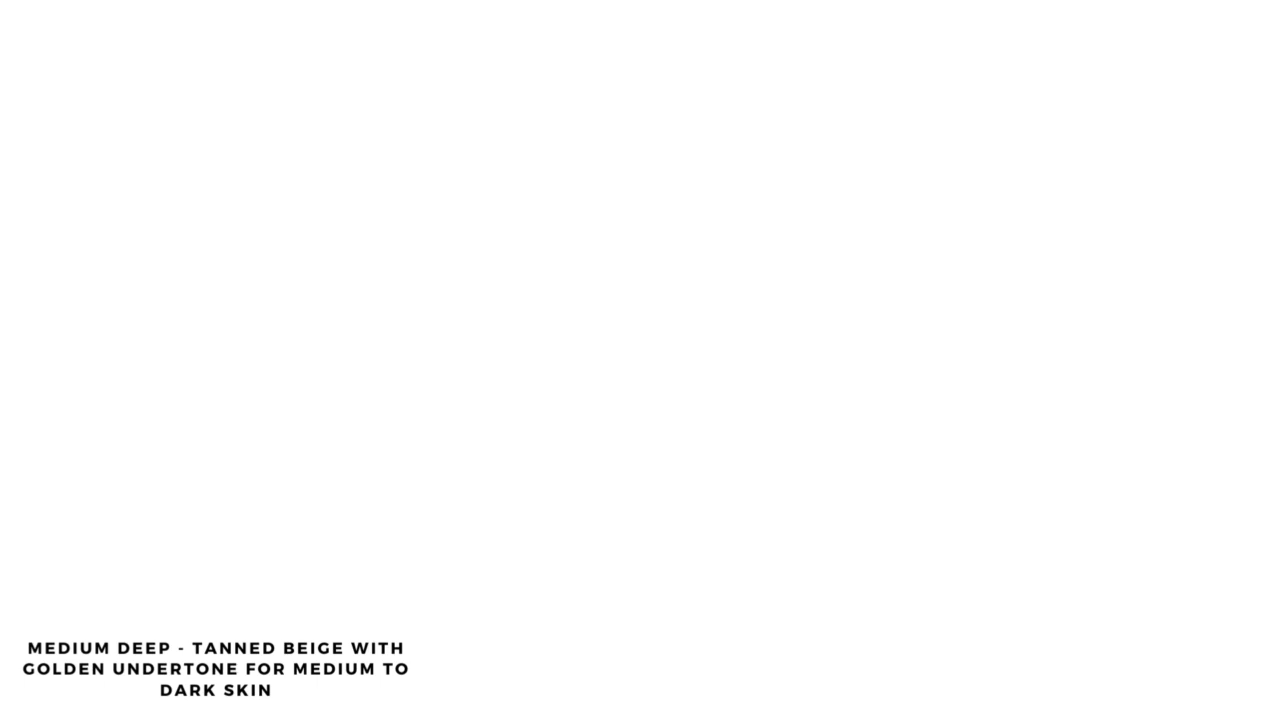 MEDIUM DEEP - TANNED BEIGE WITH
GOLDEN UNDERTONE FOR MEDIUM TO
DARK SKIN